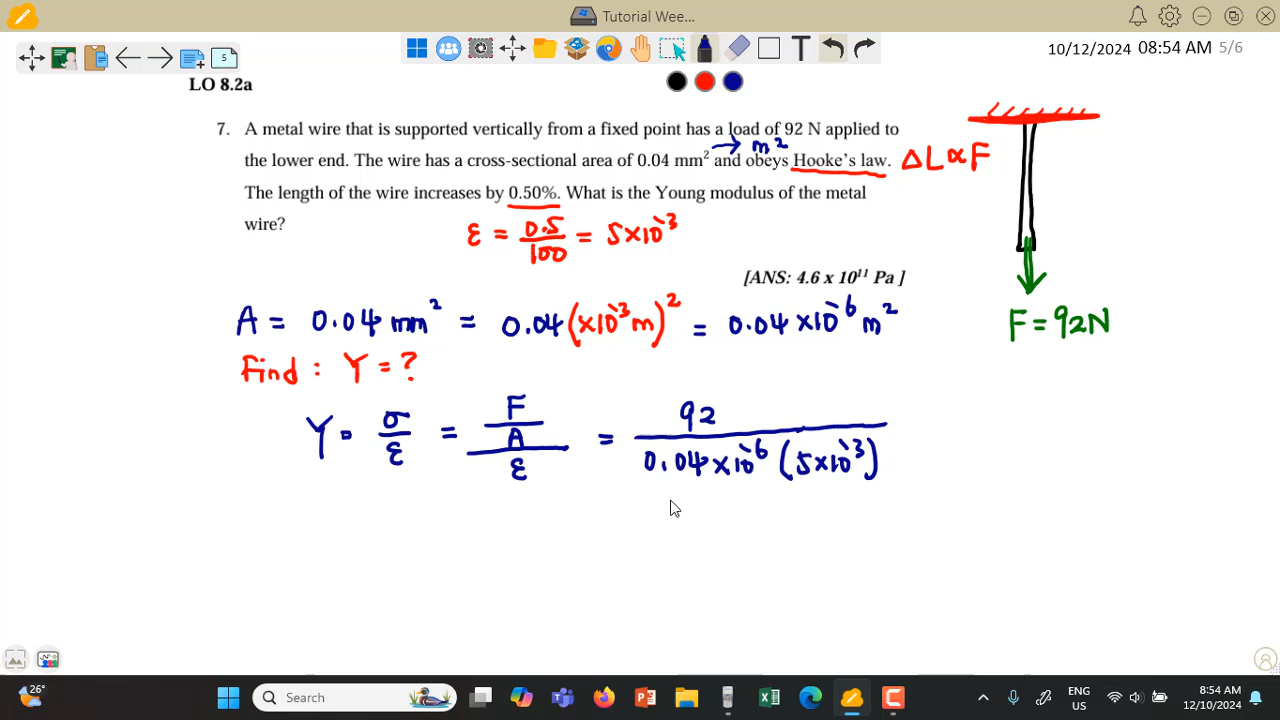 Tutorial Wee...
5
10/12/2024 08:54 AM 5/6
LO 8.2a
7. A metal wire that is supported vertically from a fixed point has a load of 92 N applied to
→ m²
the lower end. The wire has a cross-sectional area of 0.04 mm² and obeys Hooke's law. ΔL∝F
The length of the wire increases by 0.50%. What is the Young modulus of the metal
wire?
ε = 0.5/100 = 5×10⁻³
[ANS: 4.6 x 10¹¹ Pa ]
A = 0.04 mm² = 0.04 (×10⁻³ m)² = 0.04 ×10⁻⁶ m²
F = 92N
Find : Y = ?
Y = σ/ε = (F/A)/ε = 92/(0.04×10⁻⁶ (5×10⁻³))
26°
Search
ENG
US
8:54 AM
12/10/2024